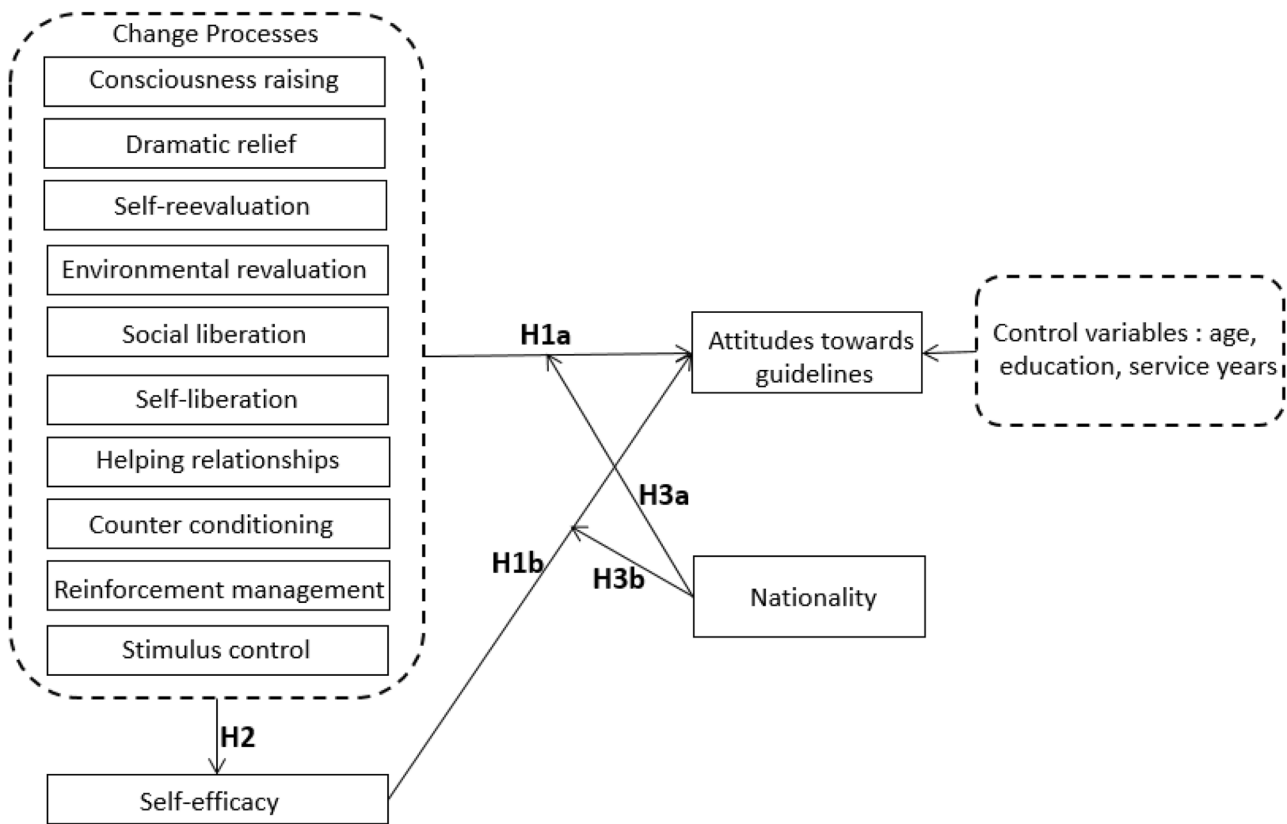 Change Processes
Consciousness raising
Dramatic relief
Self-reevaluation
Environmental revaluation
Social liberation
Self-liberation
Helping relationships
Counter conditioning
Reinforcement management
Stimulus control
H2
Self-efficacy
H1a
H1b
H3a
H3b
Attitudes towards
guidelines
Nationality
Control variables : age,
education, service years